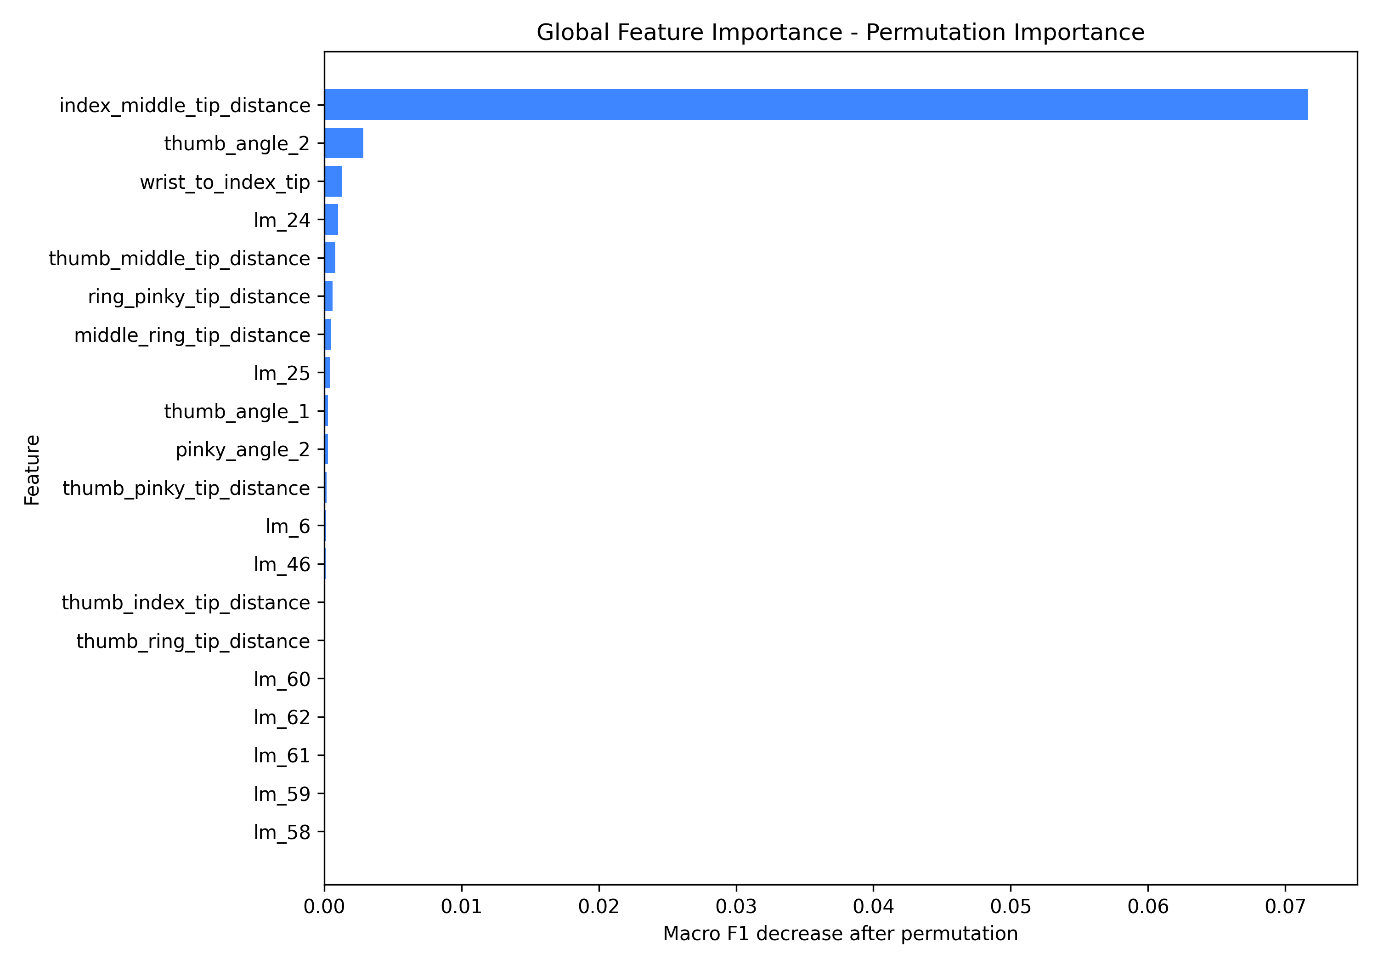 Global Feature Importance - Permutation Importance
index_middle_tip_distance
thumb_angle_2
wrist_to_index_tip
lm_24
thumb_middle_tip_distance
ring_pinky_tip_distance
middle_ring_tip_distance
lm_25
thumb_angle_1
pinky_angle_2
thumb_pinky_tip_distance
lm_6
lm_46
thumb_index_tip_distance
thumb_ring_tip_distance
lm_60
lm_62
lm_61
lm_59
lm_58
Feature
0.00 0.01 0.02 0.03 0.04 0.05 0.06 0.07
Macro F1 decrease after permutation